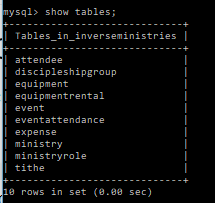 mysql> show tables;
+---------------------------+
| Tables_in_inverseministries |
+---------------------------+
| attendee |
| discipleshipgroup |
| equipment |
| equipmentrental |
| event |
| eventattendance |
| expense |
| ministry |
| ministryrole |
| tithe |
+---------------------------+
10 rows in set (0.00 sec)